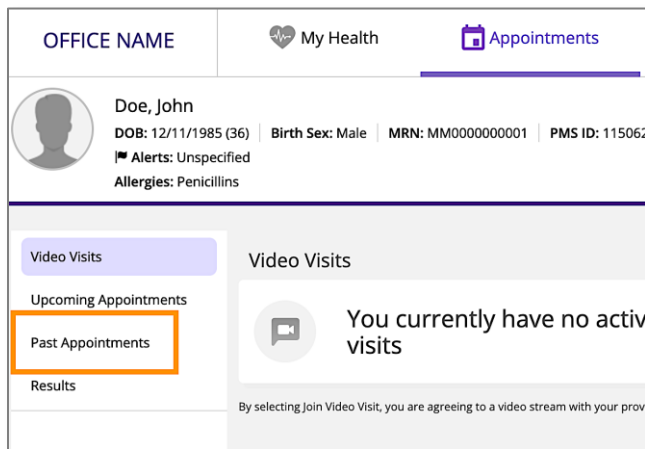 OFFICE NAME
My Health
Appointments
Doe, John
DOB: 12/11/1985 (36) Birth Sex: Male MRN: MM0000000001 PMS ID: 115062
Alerts: Unspecified
Allergies: Penicillins
Video Visits
Upcoming Appointments
Past Appointments
Results
Video Visits
You currently have no activ
visits
By selecting Join Video Visit, you are agreeing to a video stream with your prov